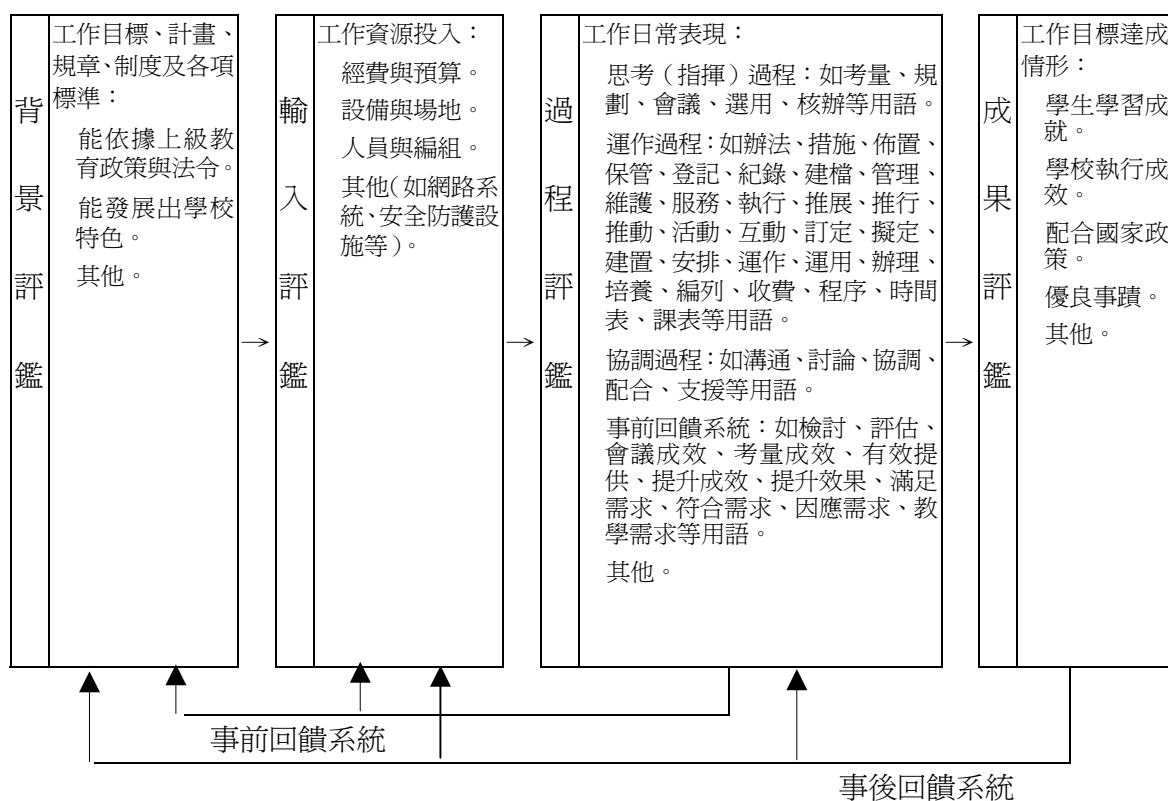 背景評鑑
工作目標、計畫、
規章、制度及各項
標準：
能依據上級教
育政策與法令。
能發展出學校
特色。
其他。
→
輸入評鑑
工作資源投入：
經費與預算。
設備與場地。
人員與編組。
其他（如網路系
統、安全防護設
施等）。
→
過程評鑑
工作日常表現：
思考（指揮）過程：如考量、規
劃、會議、選用、核辦等用語。
運作過程：如辦法、措施、佈置、
保管、登記、紀錄、建檔、管理、
維護、服務、執行、推展、推行、
推動、活動、互動、訂定、擬定、
建置、安排、運作、運用、辦理、
培養、編列、收費、程序、時間
表、課表等用語。
協調過程：如溝通、討論、協調、
配合、支援等用語。
事前回饋系統：如檢討、評估、
會議成效、考量成效、有效提
供、提升成效、提升效果、滿足
需求、符合需求、因應需求、教
學需求等用語。
其他。
→
成果評鑑
工作目標達成
情形：
學生學習成
就。
學校執行成
效。
配合國家政
策。
優良事蹟。
其他。
事前回饋系統
事後回饋系統